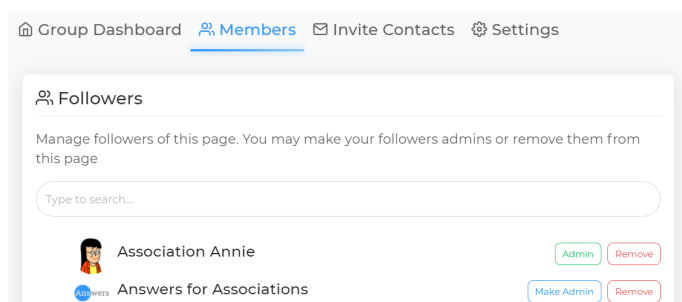 Group Dashboard Members Invite Contacts Settings
Followers
Manage followers of this page. You may make your followers admins or remove them from
this page
Type to search...
Association Annie Admin Remove
Answers Answers for Associations Make Admin Remove